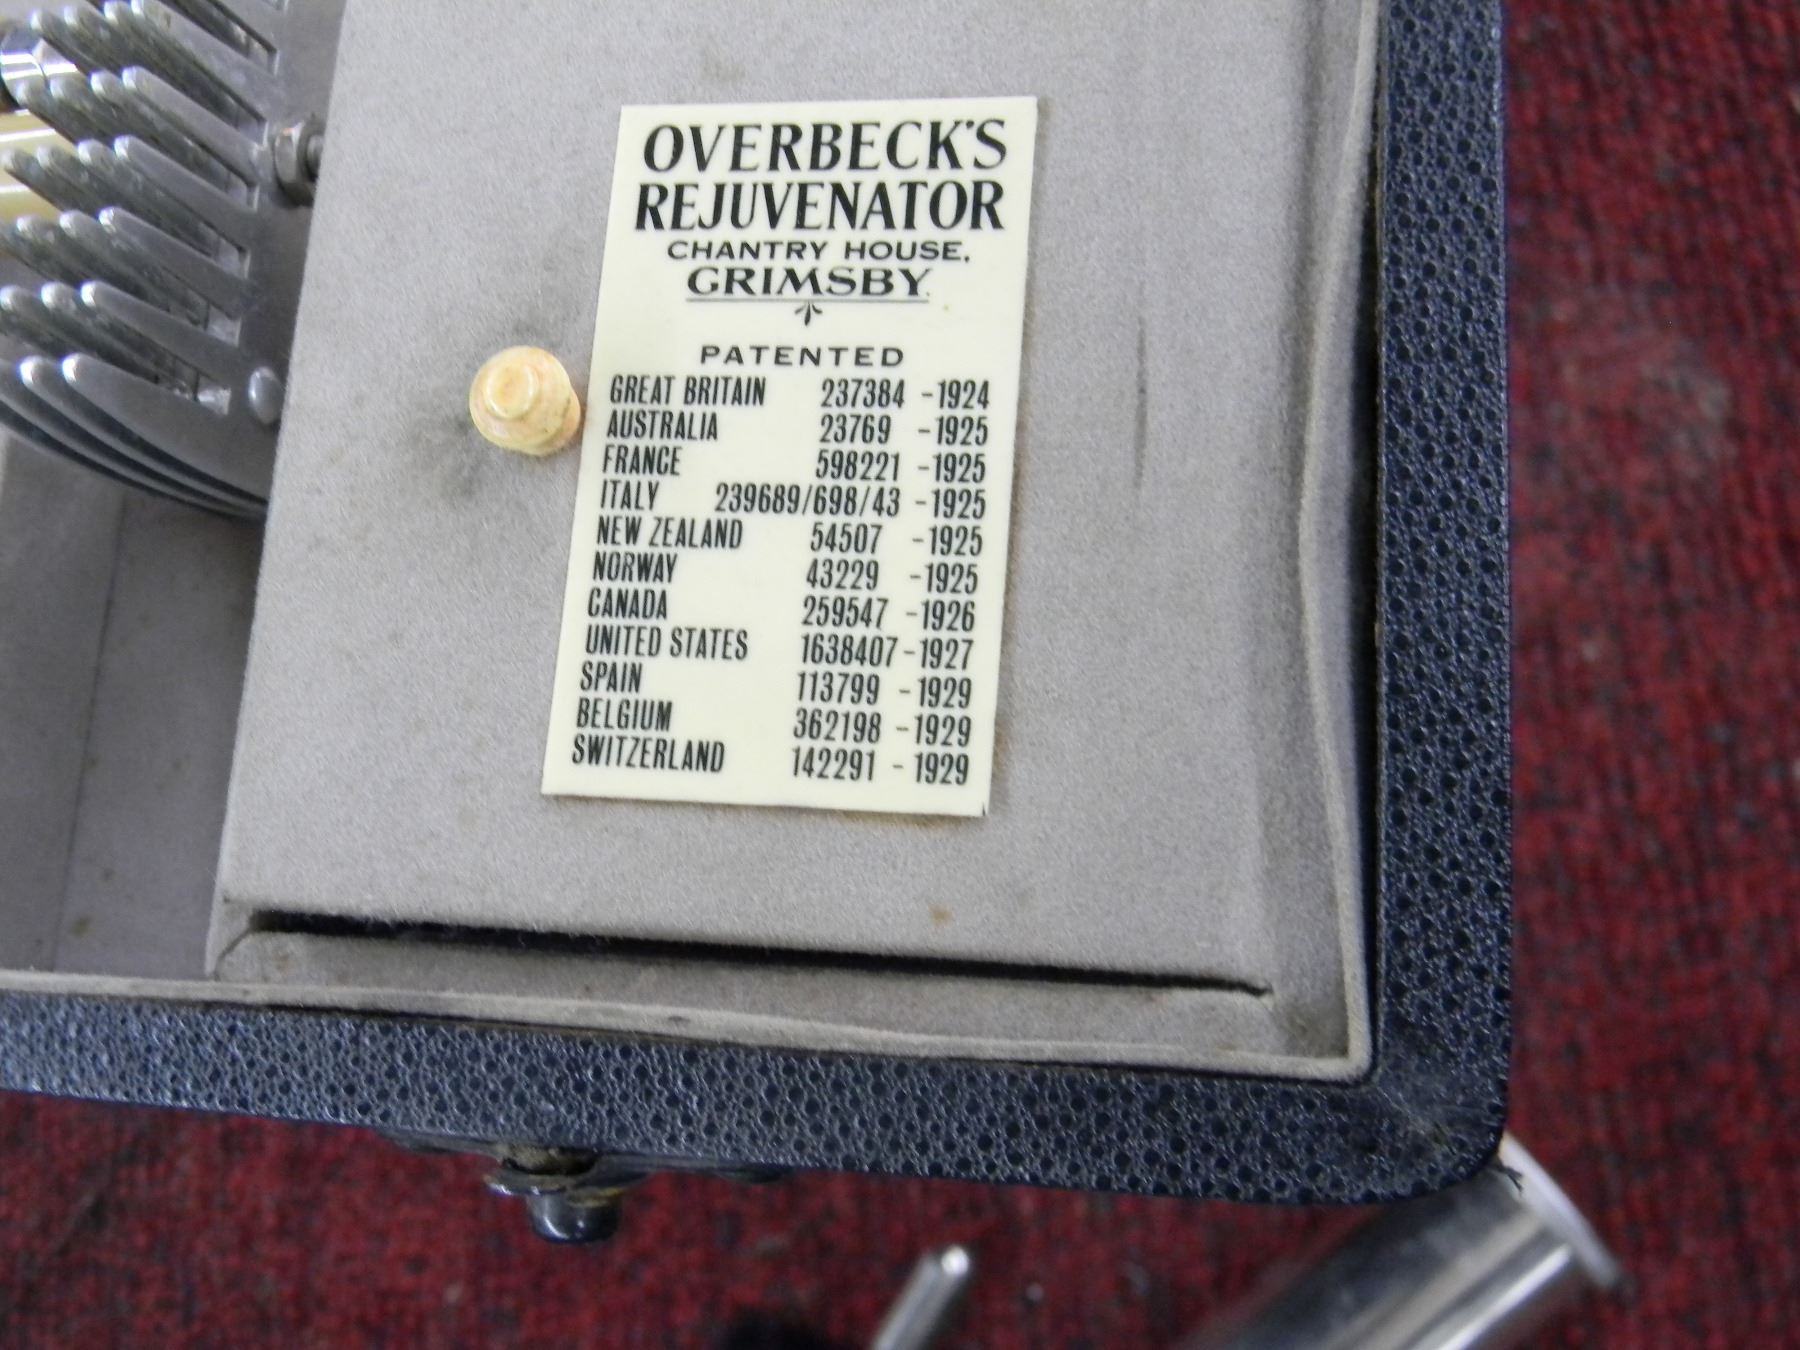 OVERBECK'S
REJUVENATOR
CHANTRY HOUSE,
GRIMSBY.
PATENTED
GREAT BRITAIN 237384 - 1924
AUSTRALIA 23769 - 1925
FRANCE 598221 - 1925
ITALY 239689/698/43 - 1925
NEW ZEALAND 54507 - 1925
NORWAY 43229 - 1925
CANADA 259547 - 1926
UNITED STATES 1638407 - 1927
SPAIN 113799 - 1929
BELGIUM 362198 - 1929
SWITZERLAND 142291 - 1929